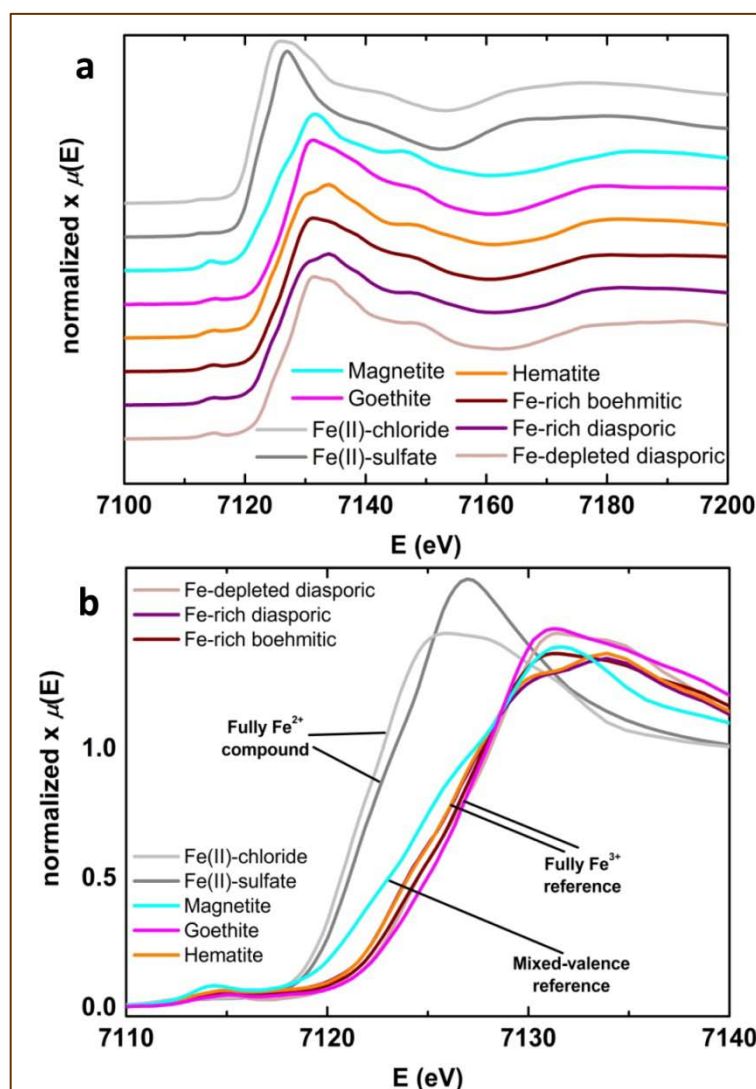 a
normalized x μ(E)
Magnetite
Goethite
Fe(II)-chloride
Fe(II)-sulfate
Hematite
Fe-rich boehmitic
Fe-rich diasporic
Fe-depleted diasporic
7100 7120 7140 7160 7180 7200
E (eV)
b
Fe-depleted diasporic
Fe-rich diasporic
Fe-rich boehmitic
normalized x μ(E)
1.0
0.5
0.0
Fully Fe²⁺
compound
Fully Fe³⁺
reference
Mixed-valence
reference
Fe(II)-chloride
Fe(II)-sulfate
Magnetite
Goethite
Hematite
7110 7120 7130 7140
E (eV)